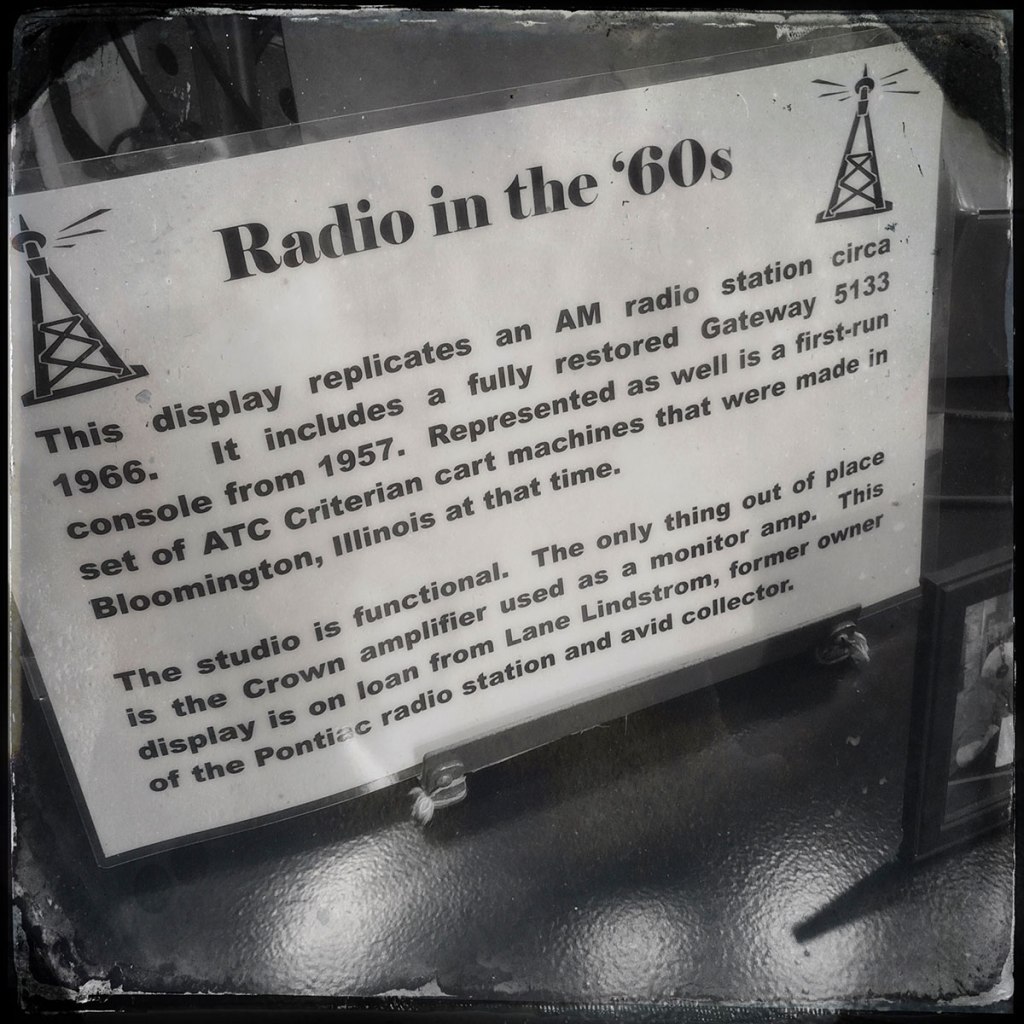 Radio in the ‘60s
This display replicates an AM radio station circa
1966. It includes a fully restored Gateway 5133
console from 1957. Represented as well is a first-run
set of ATC Criterian cart machines that were made in
Bloomington, Illinois at that time.
The studio is functional. The only thing out of place
is the Crown amplifier used as a monitor amp. This
display is on loan from Lane Lindstrom, former owner
of the Pontiac radio station and avid collector.